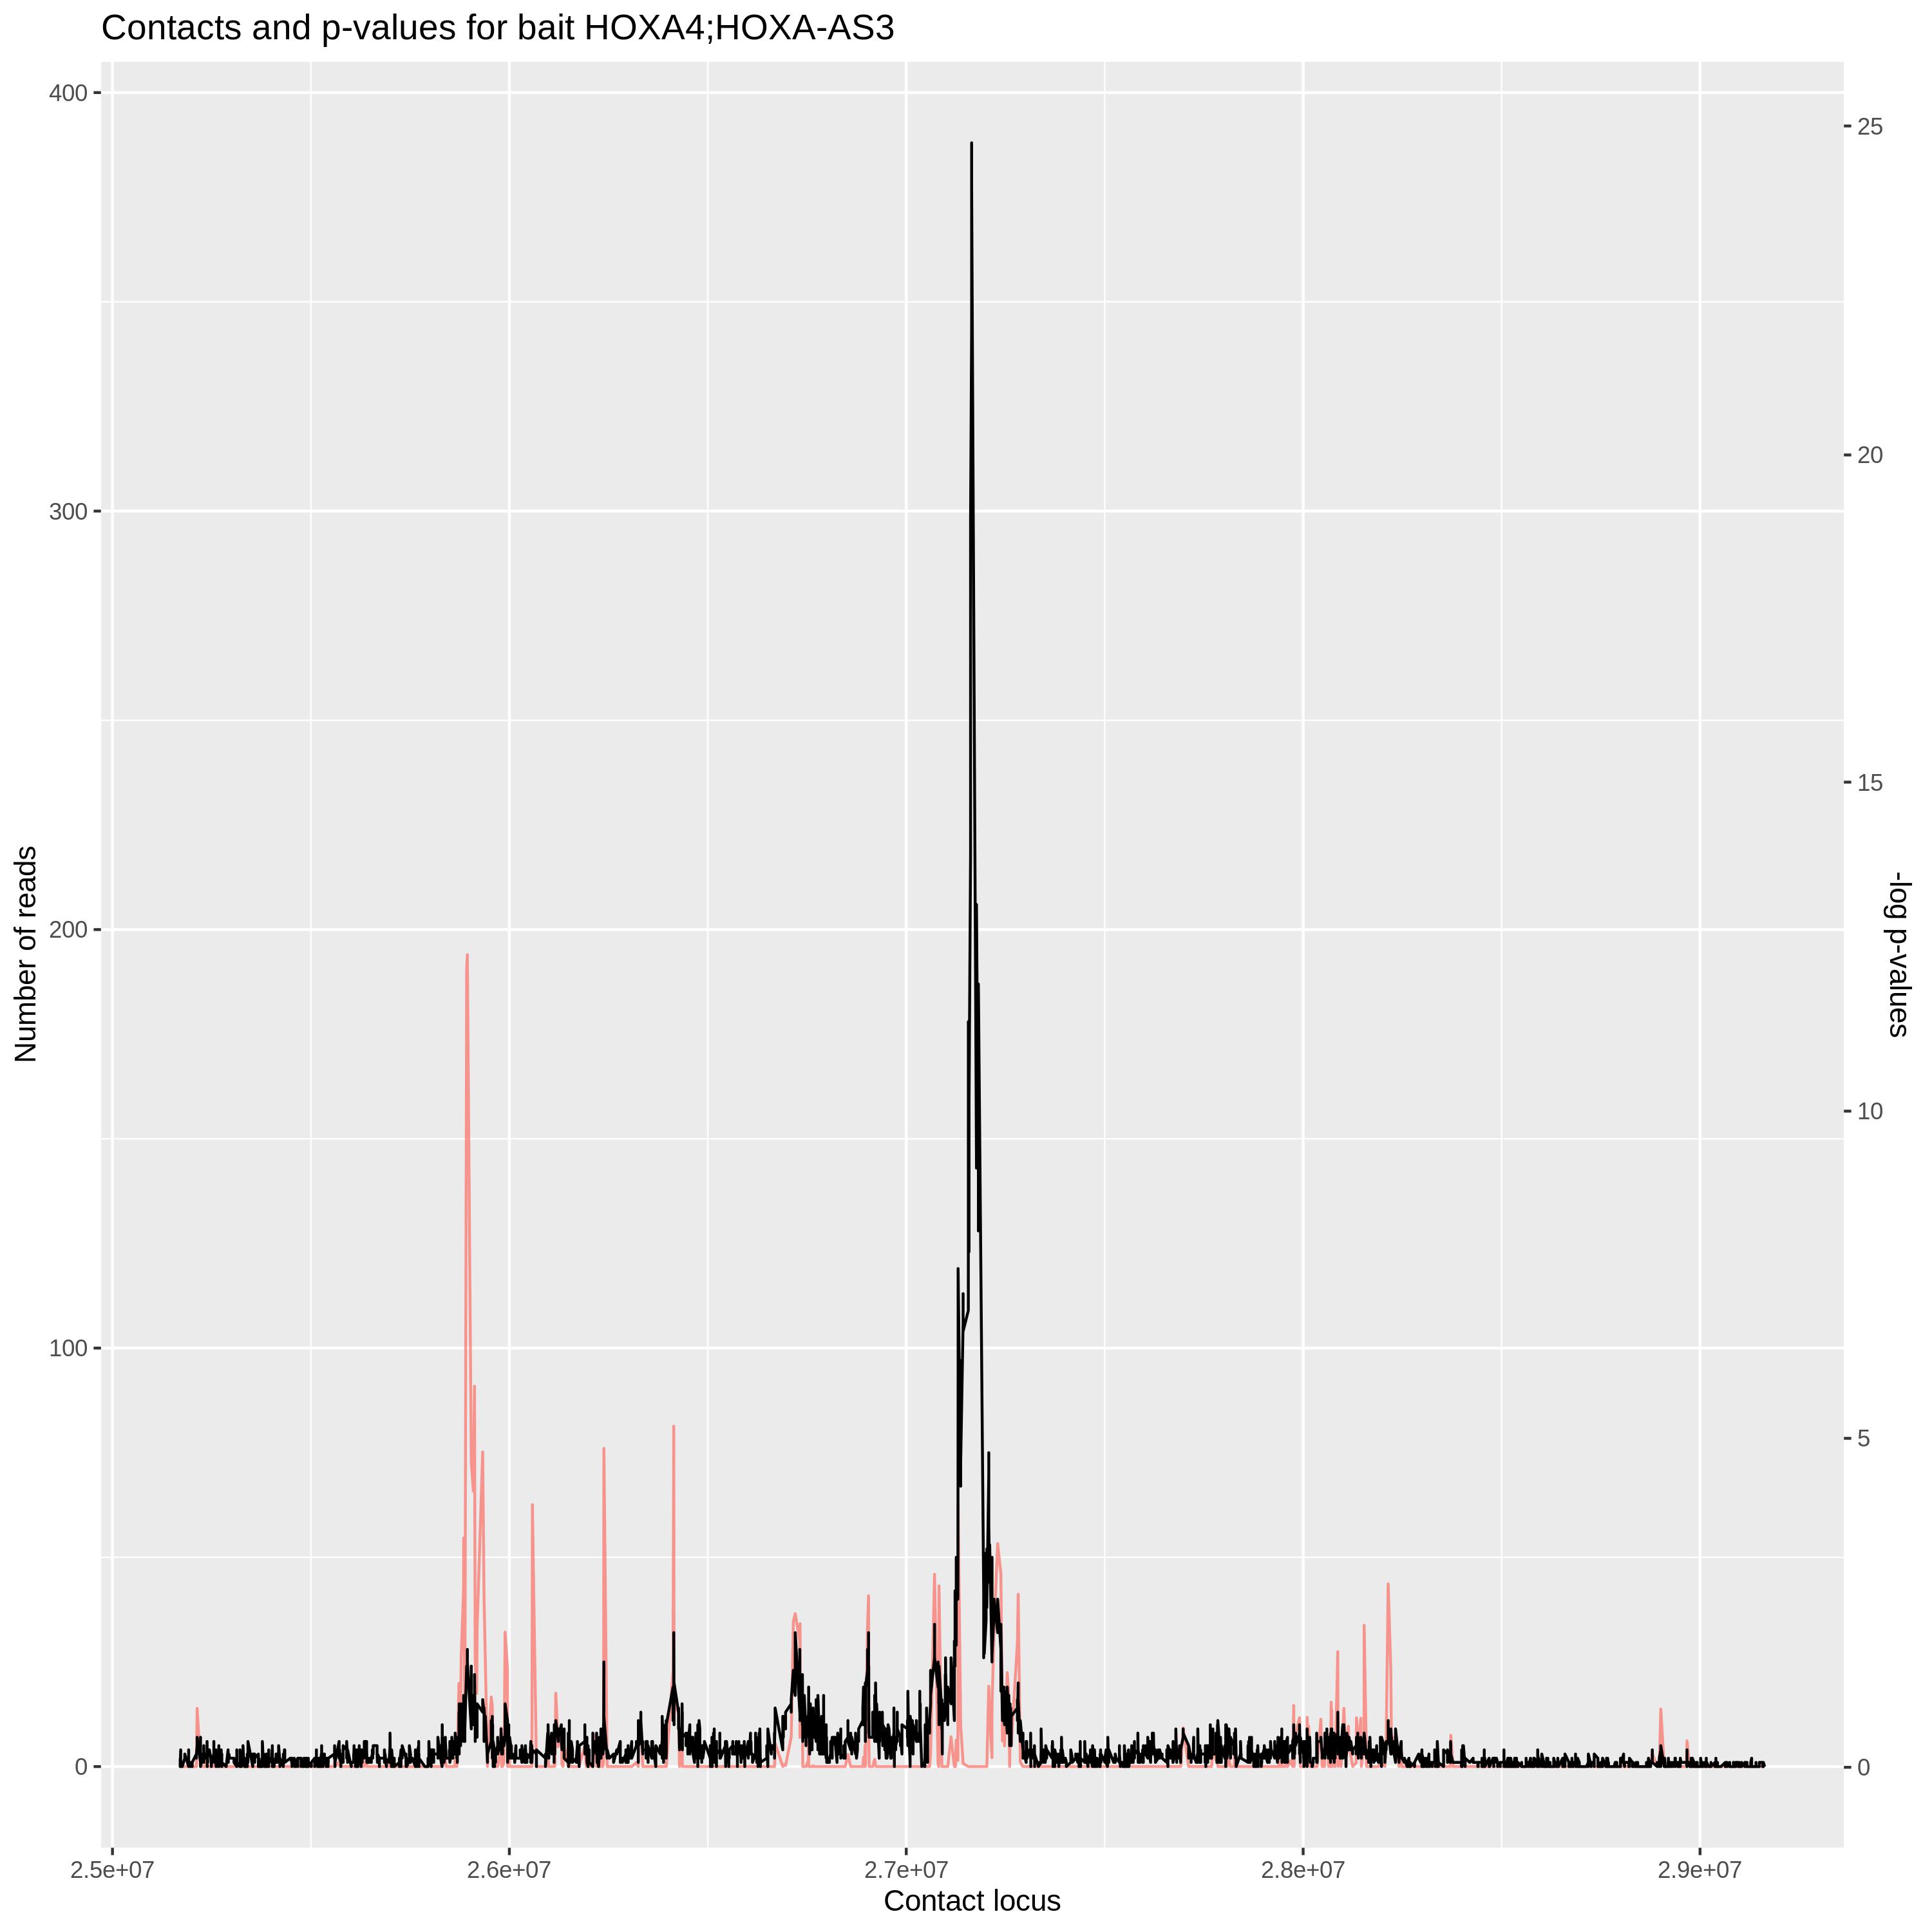 Contacts and p-values for bait HOXA4;HOXA-AS3
400
300
200
100
0
Number of reads
25
20
15
10
5
0
-log p-values
2.5e+07
2.6e+07
2.7e+07
2.8e+07
2.9e+07
Contact locus